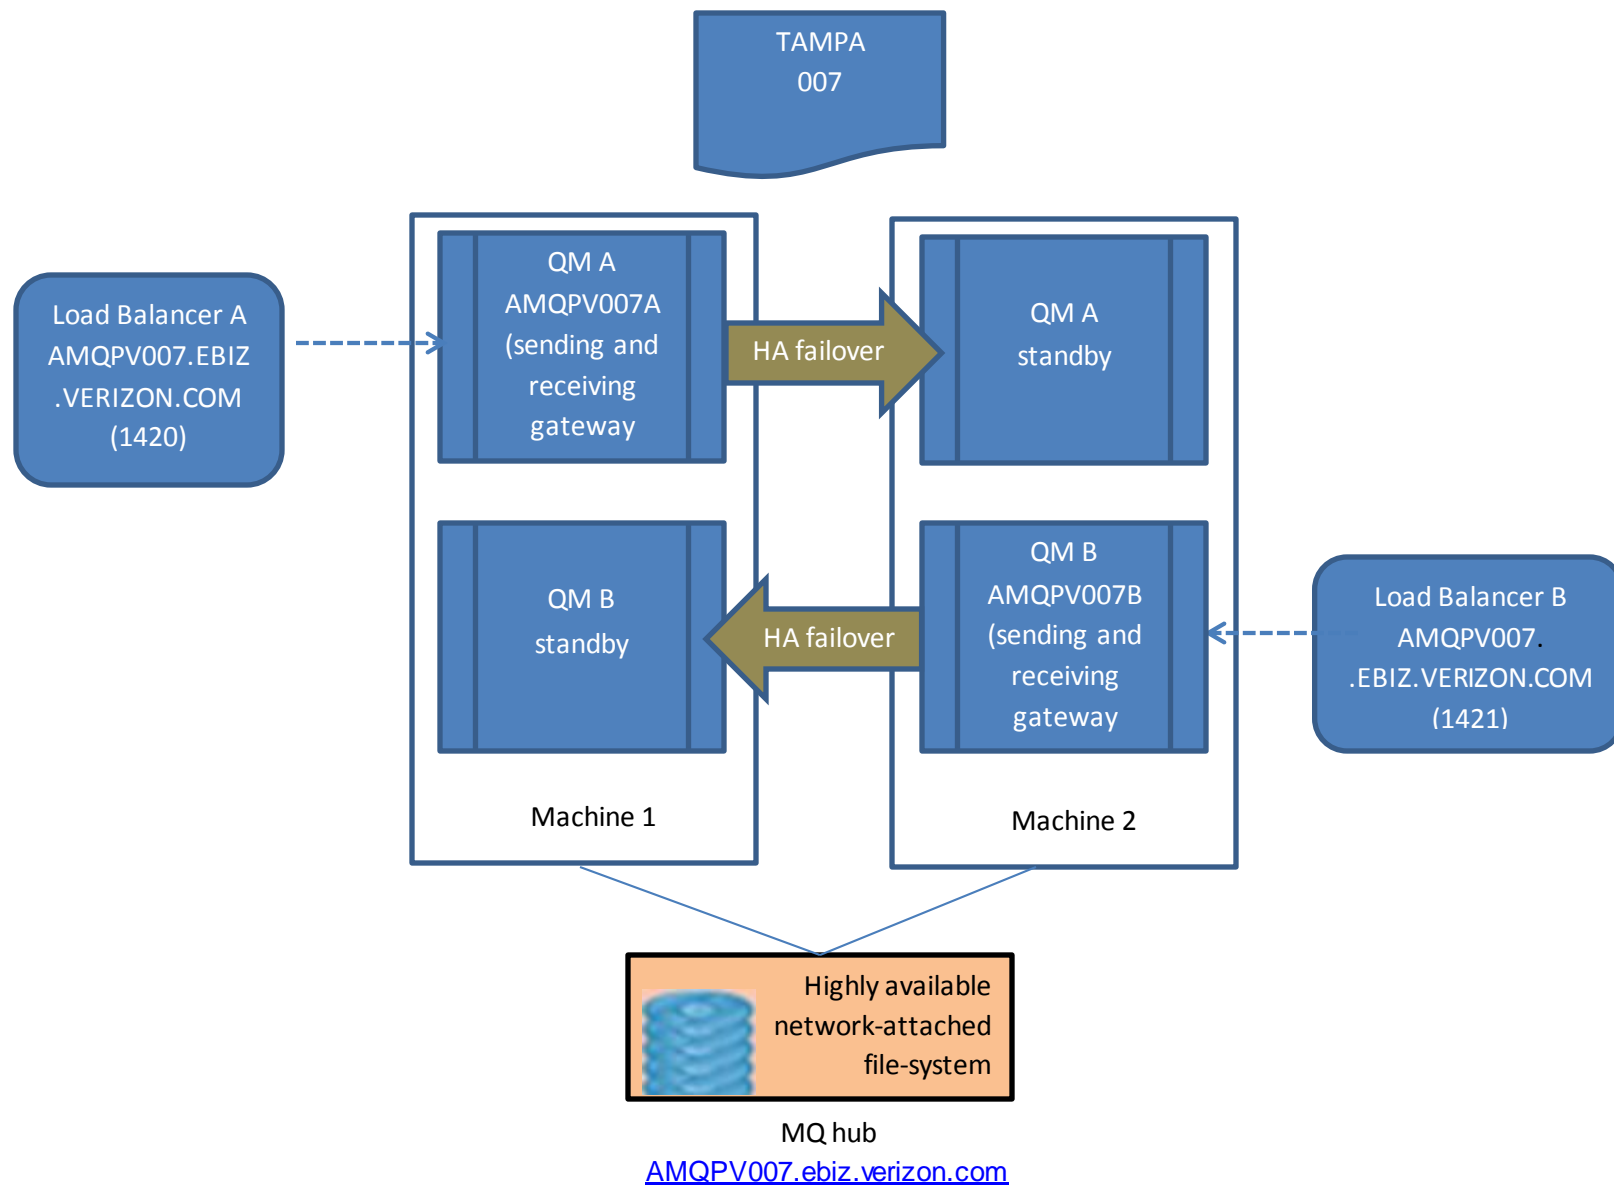 TAMPA
007
Load Balancer A
AMQPV007.EBIZ
.VERIZON.COM
(1420)
QM A
AMQPV007A
(sending and
receiving
gateway
HA failover
QM A
standby
QM B
standby
HA failover
QM B
AMQPV007B
(sending and
receiving
gateway
Load Balancer B
AMQPV007.
.EBIZ.VERIZON.COM
(1421)
Machine 1
Machine 2
Highly available
network-attached
file-system
MQ hub
AMQPV007.ebiz.verizon.com